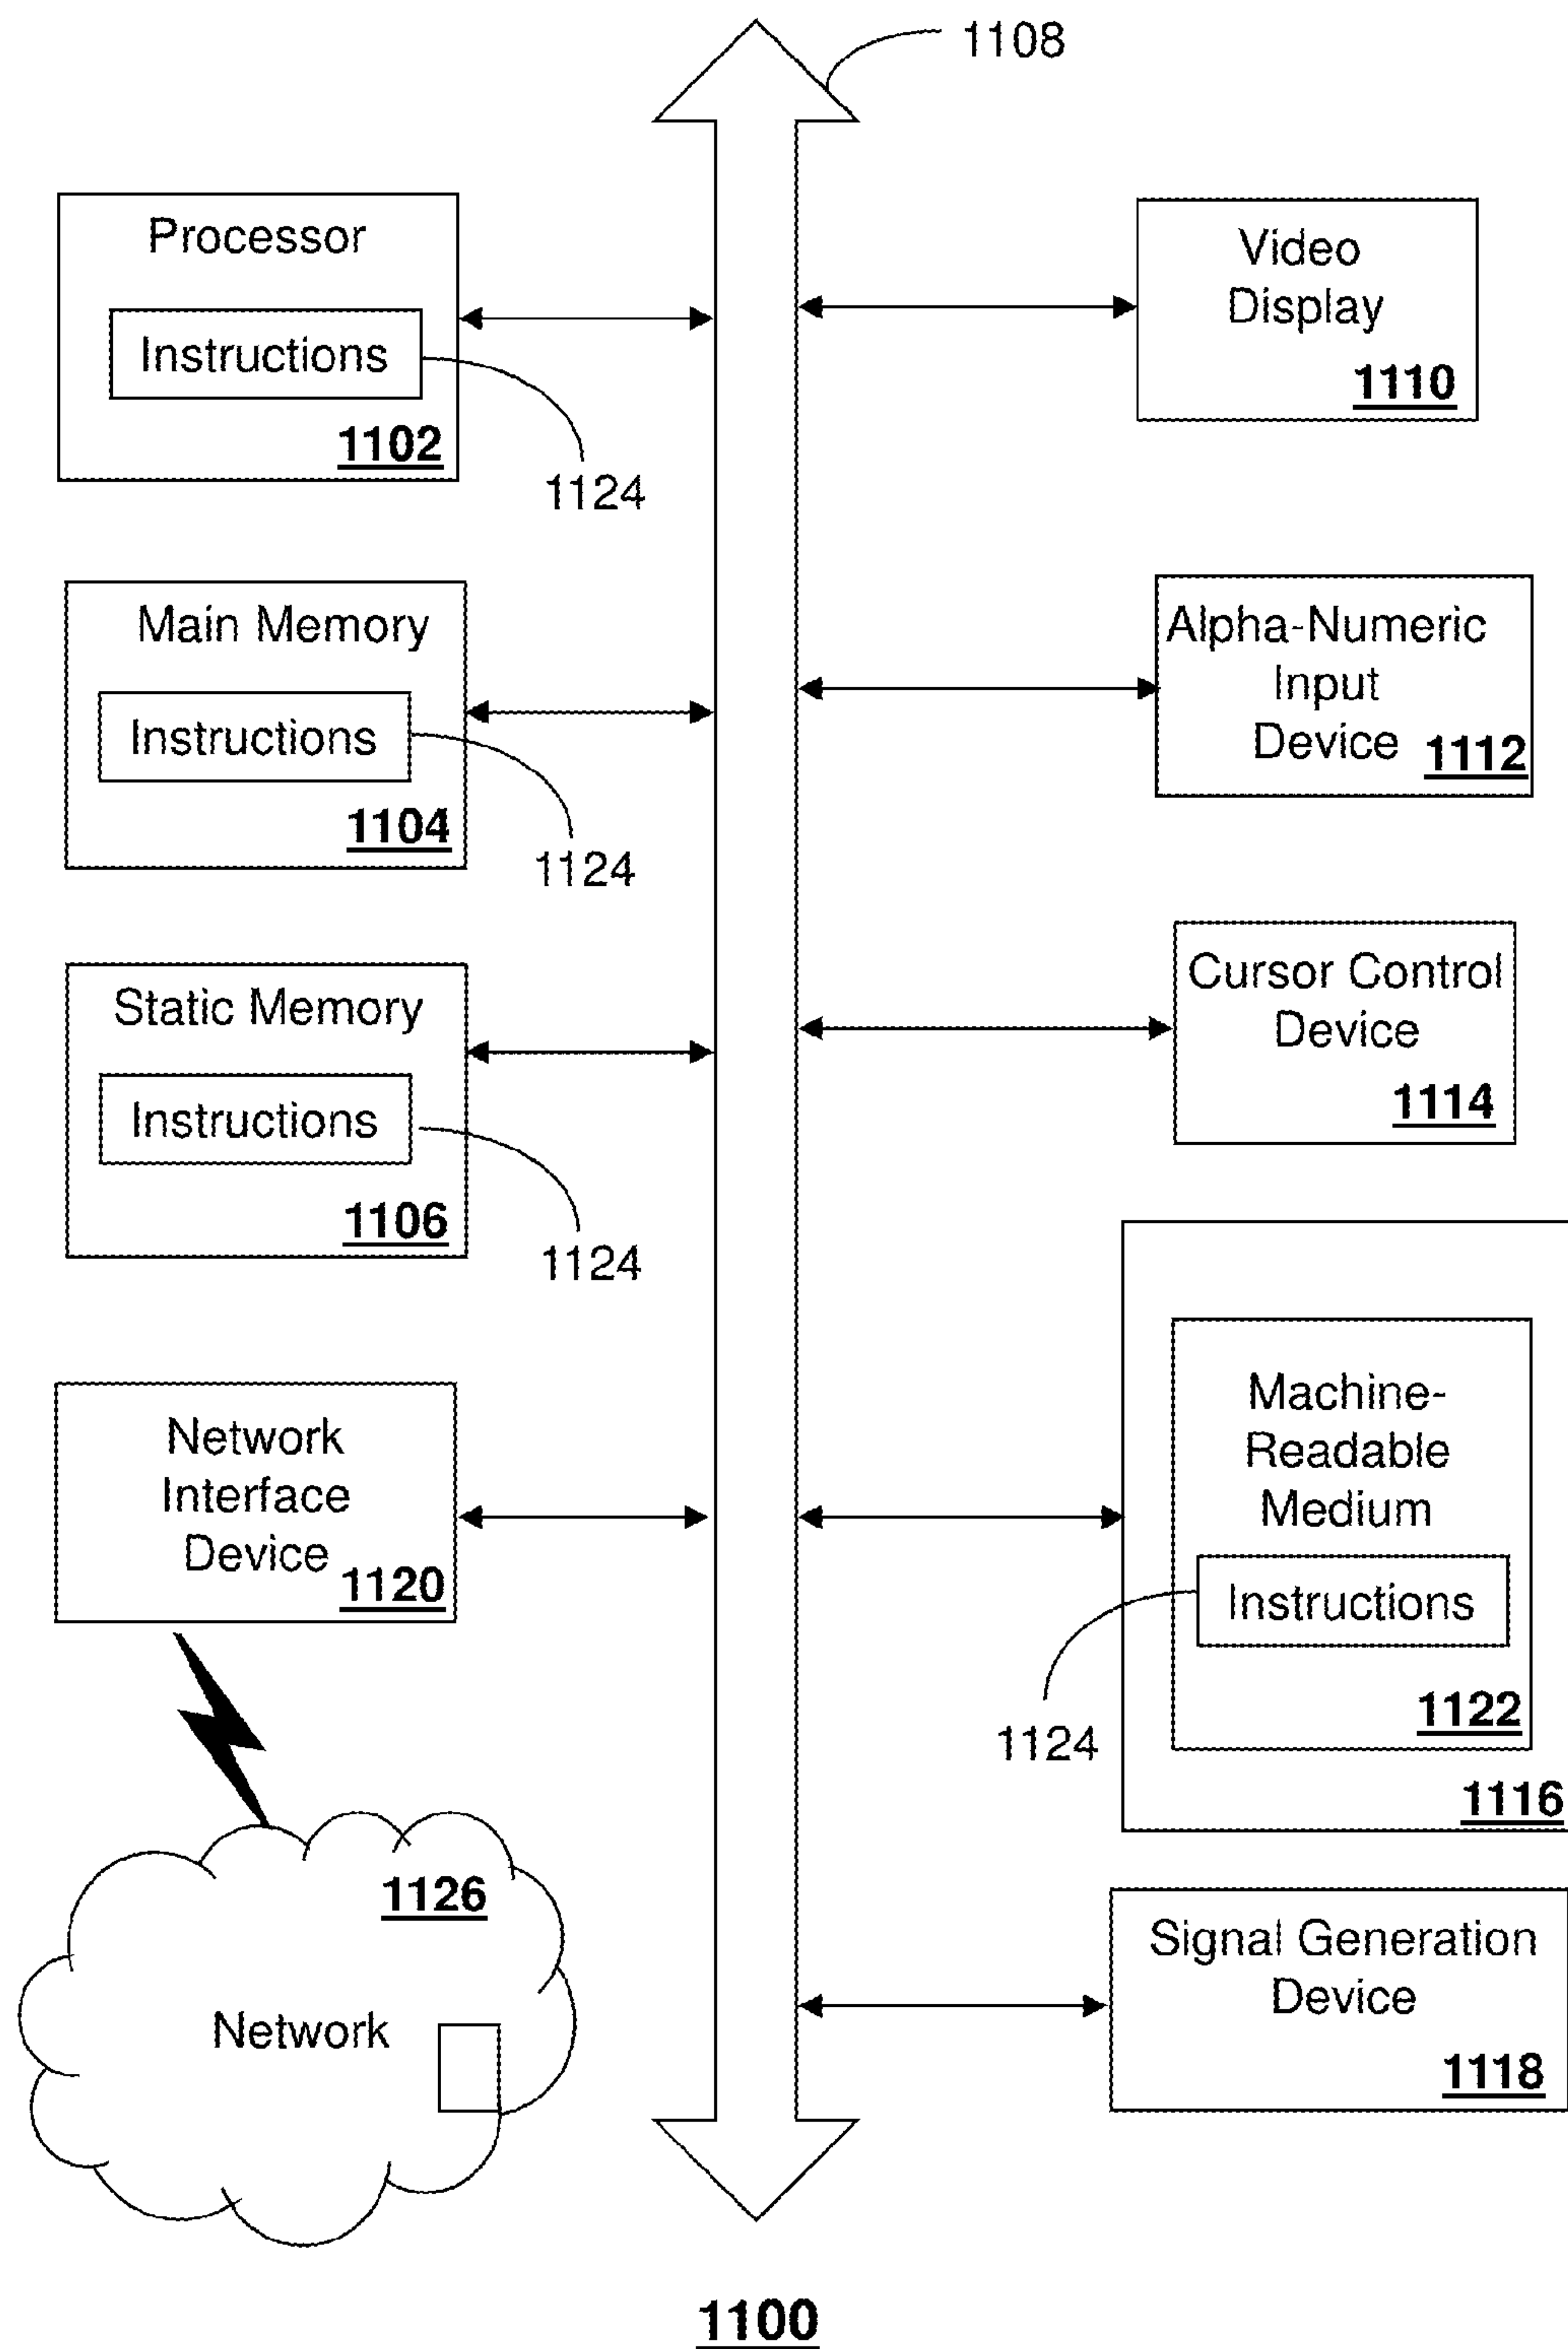 1108
Processor
Instructions
1102
1124
Main Memory
Instructions
1104
1124
Static Memory
Instructions
1106
1124
Network
Interface
Device
1120
1126
Network
Video
Display
1110
Alpha-Numeric
Input
Device
1112
Cursor Control
Device
1114
Machine-
Readable
Medium
Instructions
1124
1122
1116
Signal Generation
Device
1118
1100